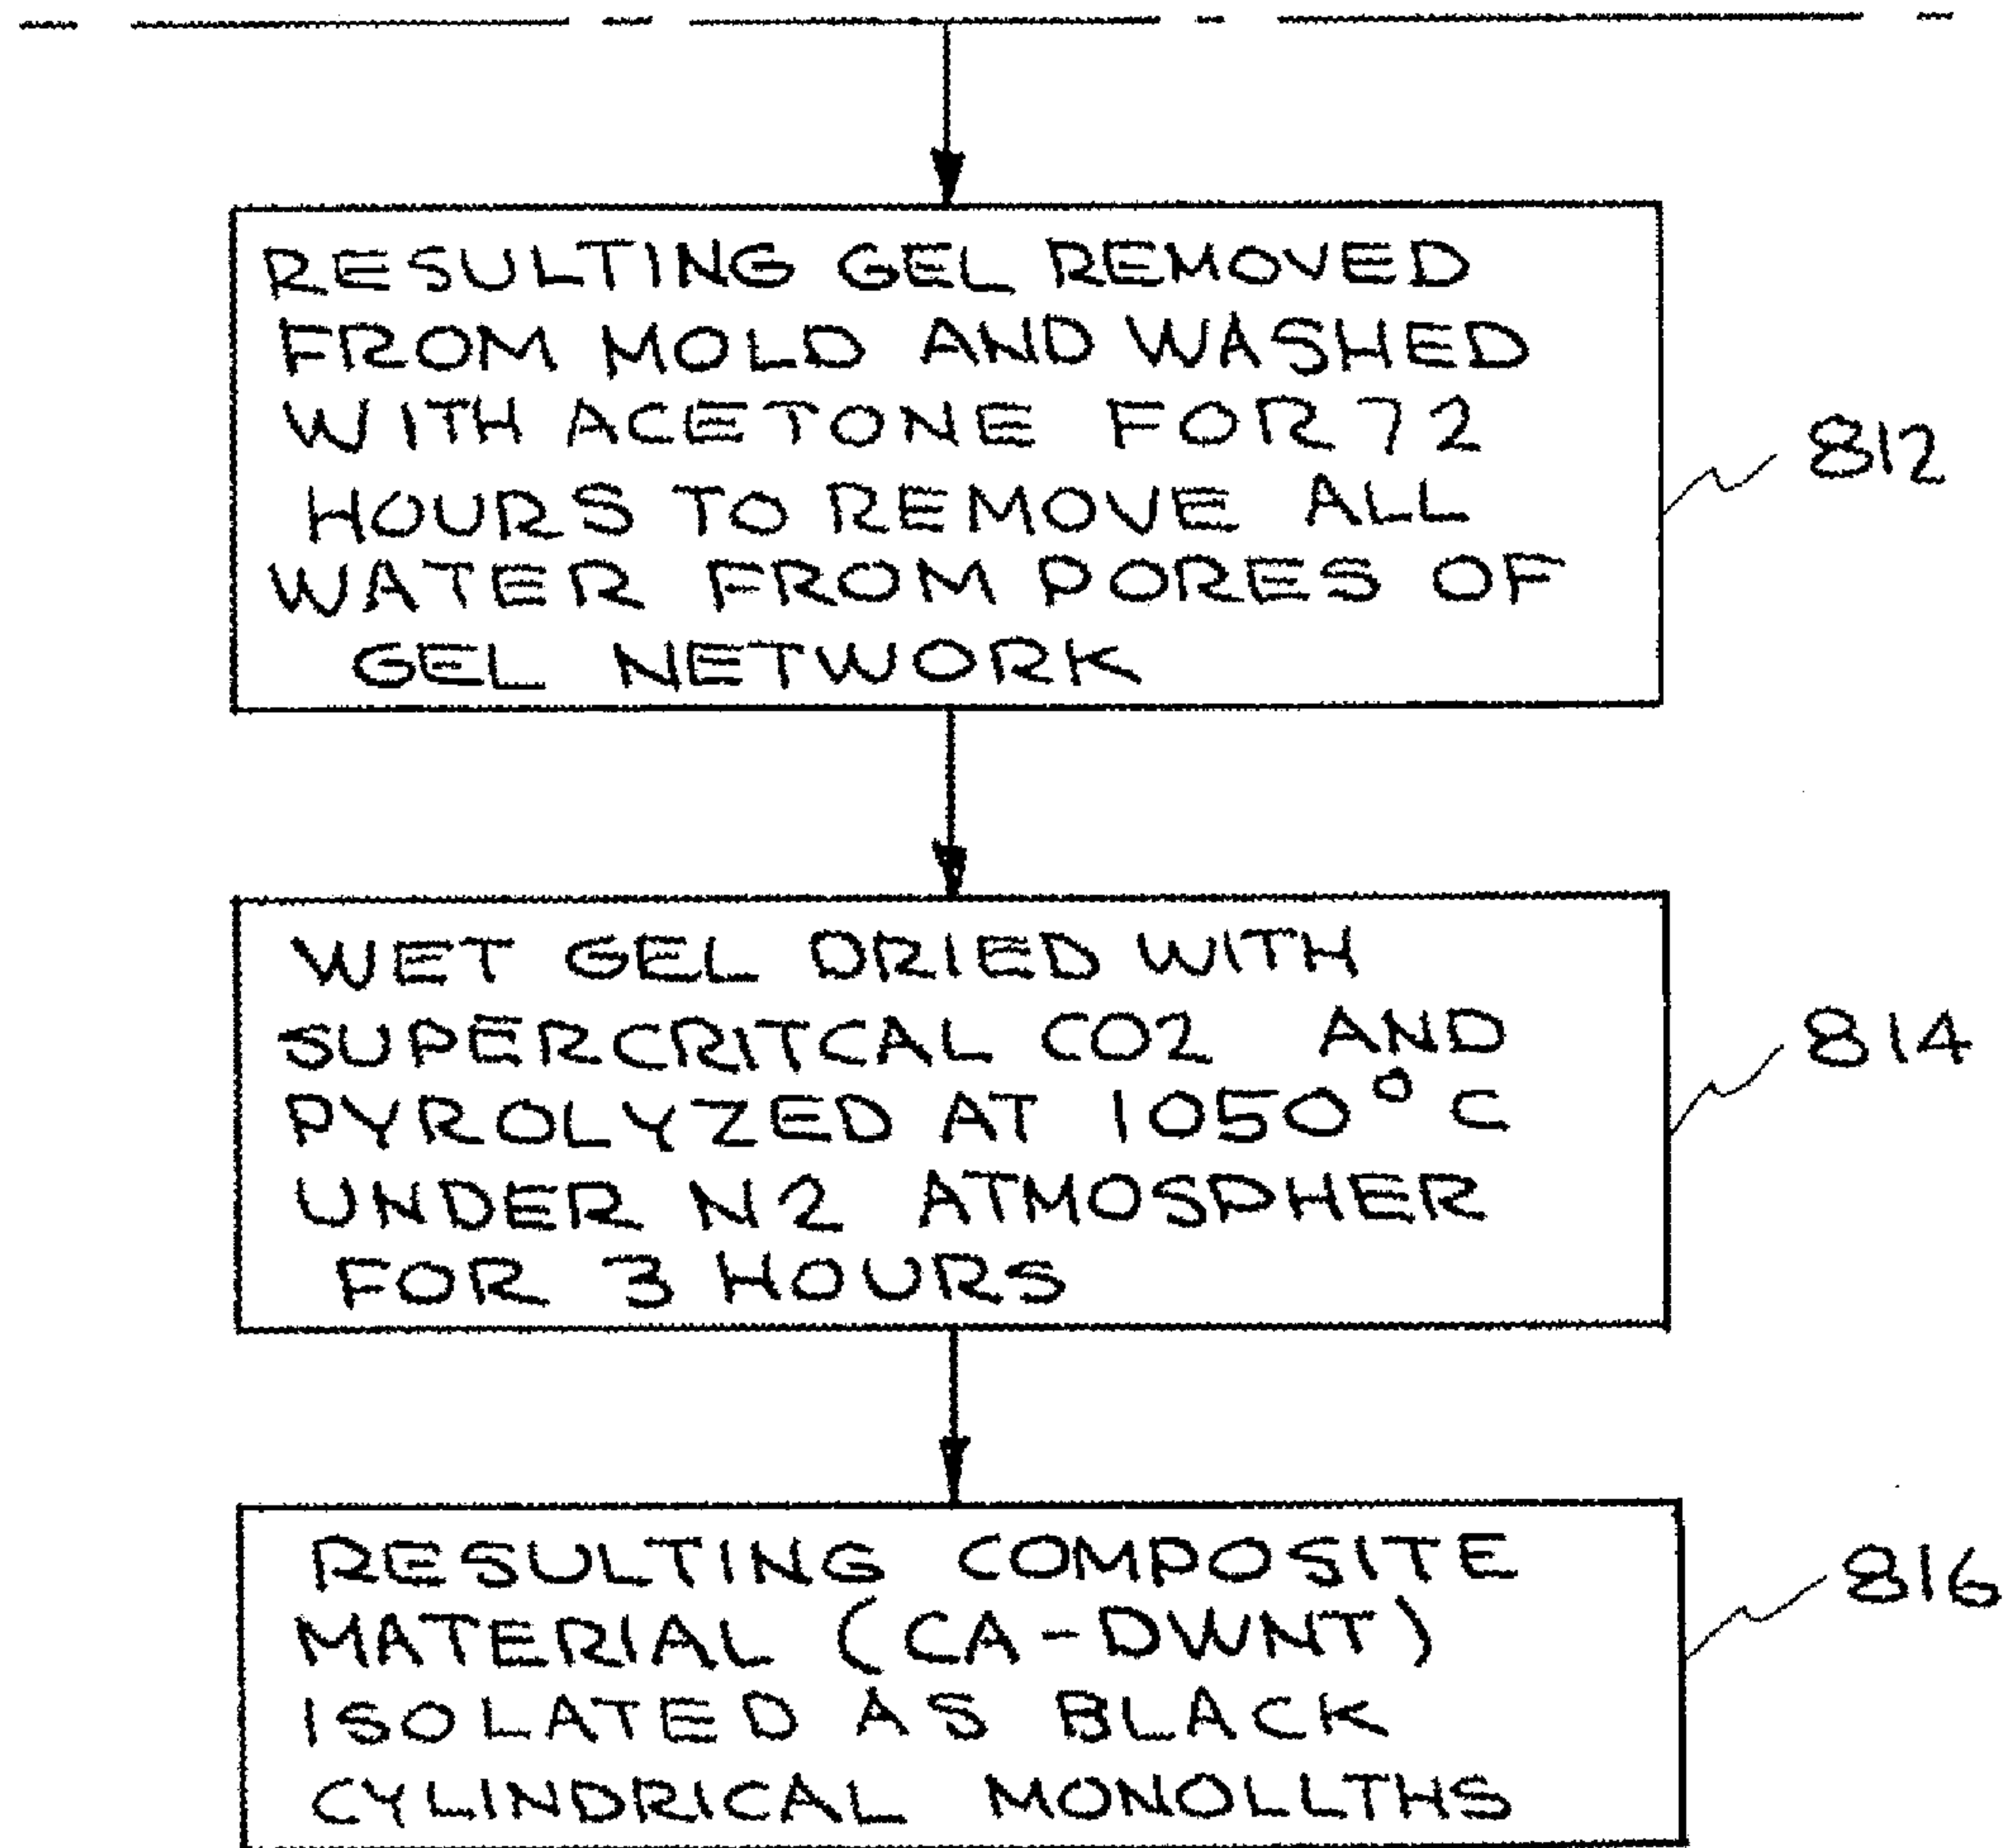 RESULTING GEL REMOVED
FROM MOLD AND WASHED
WITH ACETONE FOR 72
HOURS TO REMOVE ALL
WATER FROM PORES OF
GEL NETWORK
812
WET GEL DRIED WITH
SUPERCRITCAL CO2 AND
PYROLYZED AT 1050° C
UNDER N2 ATMOSPHER
FOR 3 HOURS
814
RESULTING COMPOSITE
MATERIAL (CA-DWNT)
ISOLATED AS BLACK
CYLINDRICAL MONOLLTHS
816